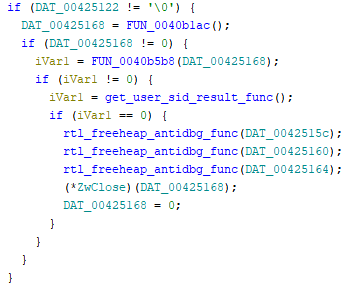 if (DAT_00425122 != '\0') {
DAT_00425168 = FUN_0040b1ac();
if (DAT_00425168 != 0) {
iVar1 = FUN_0040b5b8(DAT_00425168);
if (iVar1 != 0) {
iVar1 = get_user_sid_result_func();
if (iVar1 == 0) {
rtl_freeheap_antidbg_func(DAT_0042515c);
rtl_freeheap_antidbg_func(DAT_00425160);
rtl_freeheap_antidbg_func(DAT_00425164);
(*ZwClose)(DAT_00425168);
DAT_00425168 = 0;
}
}
}
}